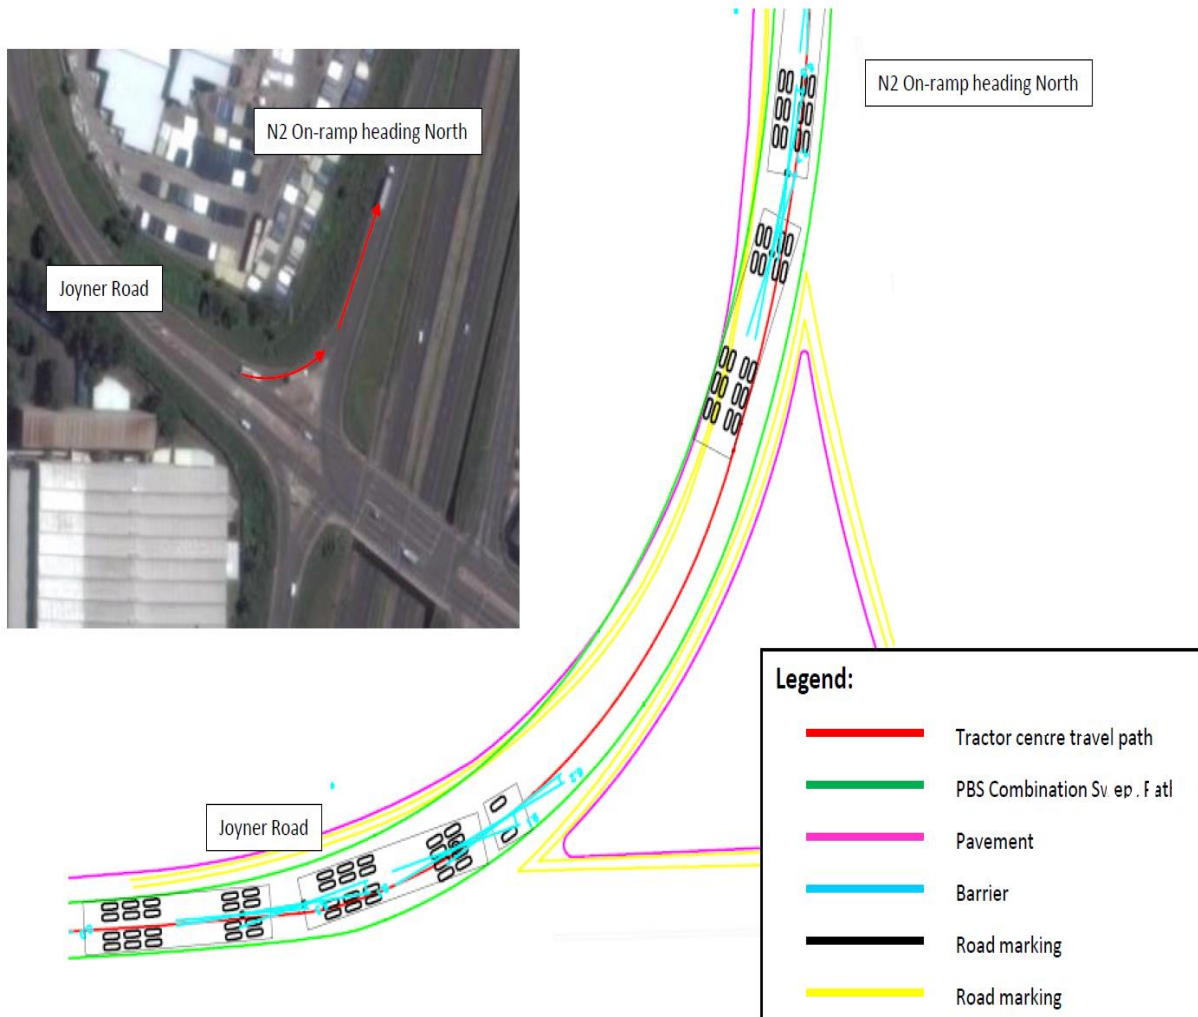 N2 On-ramp heading North
N2 On-ramp heading North
Joyner Road
Joyner Road
Legend:
Tractor centre travel path
PBS Combination
Pavement
Barrier
Road marking
Road marking